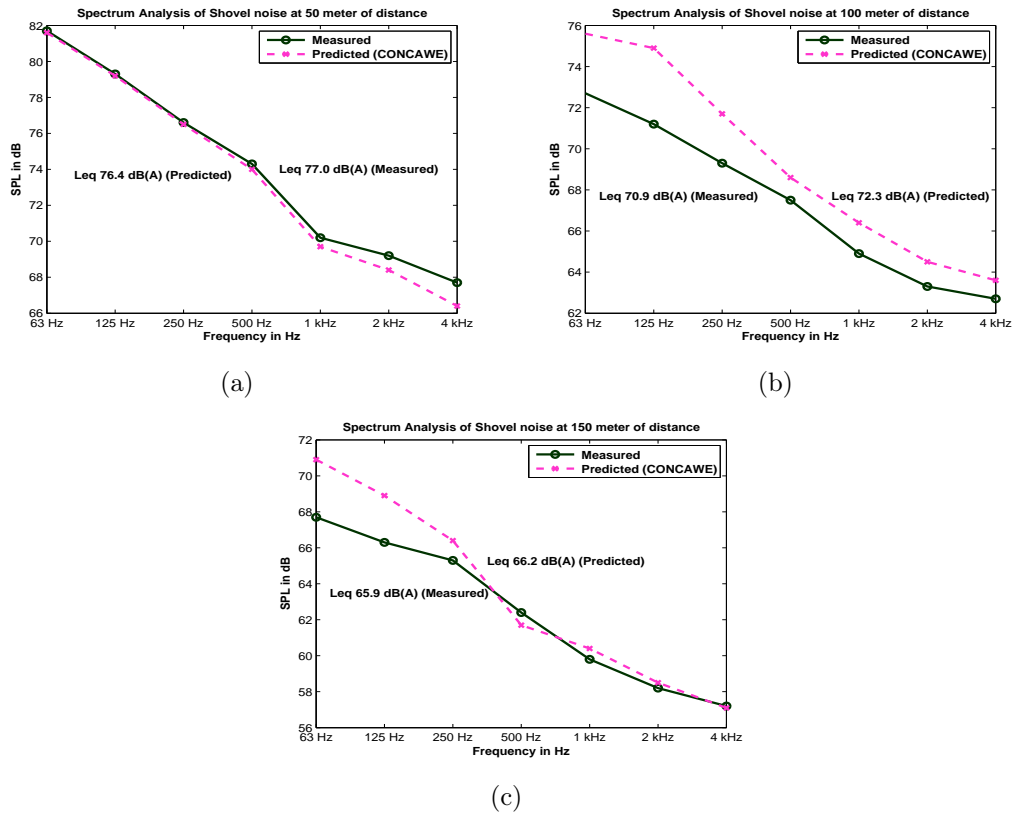 Spectrum Analysis of Shovel noise at 50 meter of distance
82
80
78
76
74
72
70
68
66
SPL in dB
Measured
Predicted (CONCAWE)
Leq 76.4 dB(A) (Predicted)
Leq 77.0 dB(A) (Measured)
63 Hz 125 Hz 250 Hz 500 Hz 1 kHz 2 kHz 4 kHz
Frequency in Hz
(a)
Spectrum Analysis of Shovel noise at 100 meter of distance
76
74
72
70
68
66
64
62
SPL in dB
Measured
Predicted (CONCAWE)
Leq 70.9 dB(A) (Measured)
Leq 72.3 dB(A) (Predicted)
63 Hz 125 Hz 250 Hz 500 Hz 1 kHz 2 kHz 4 kHz
Frequency in Hz
(b)
Spectrum Analysis of Shovel noise at 150 meter of distance
72
70
68
66
64
62
60
58
56
SPL in dB
Measured
Predicted (CONCAWE)
Leq 66.2 dB(A) (Predicted)
Leq 65.9 dB(A) (Measured)
63 Hz 125 Hz 250 Hz 500 Hz 1 kHz 2 kHz 4 kHz
Frequency in Hz
(c)